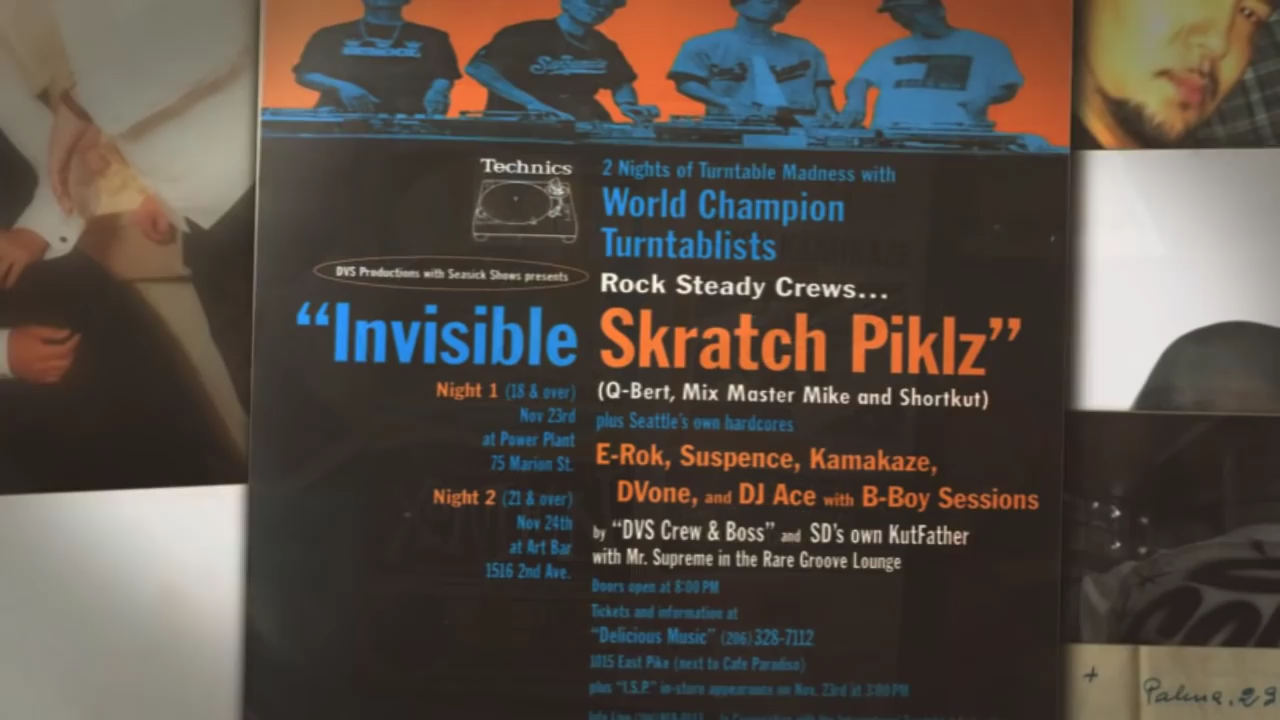 Technics
2 Nights of Turntable Madness with
World Champion
Turntablists
DVS Productions with Seasick Shows presents
Rock Steady Crews...
“Invisible Skratch Piklz”
(Q-Bert, Mix Master Mike and Shortkut)
Night 1 (18 & over)
Nov 23rd
at Power Plant
75 Marion St.
Night 2 (21 & over)
Nov 24th
at Art Bar
1516 2nd Ave.
plus Seattle's own hardcores
E-Rok, Suspence, Kamakaze,
DVone, and DJ Ace with B-Boy Sessions
by “DVS Crew & Boss” and SD's own KutFather
with Mr. Supreme in the Rare Groove Lounge
Doors open at 8:00 PM
Tickets and information at
“Delicious Music” (206) 328-7112
1015 East Pike (next to Cafe Paradiso)
plus “I.S.P.” in-store appearance on Nov. 23rd at 3:00 PM
Palma, 29